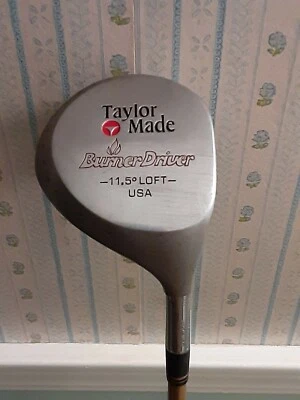 Taylor
Made
BurnerDriver
-11.5° LOFT-
USA